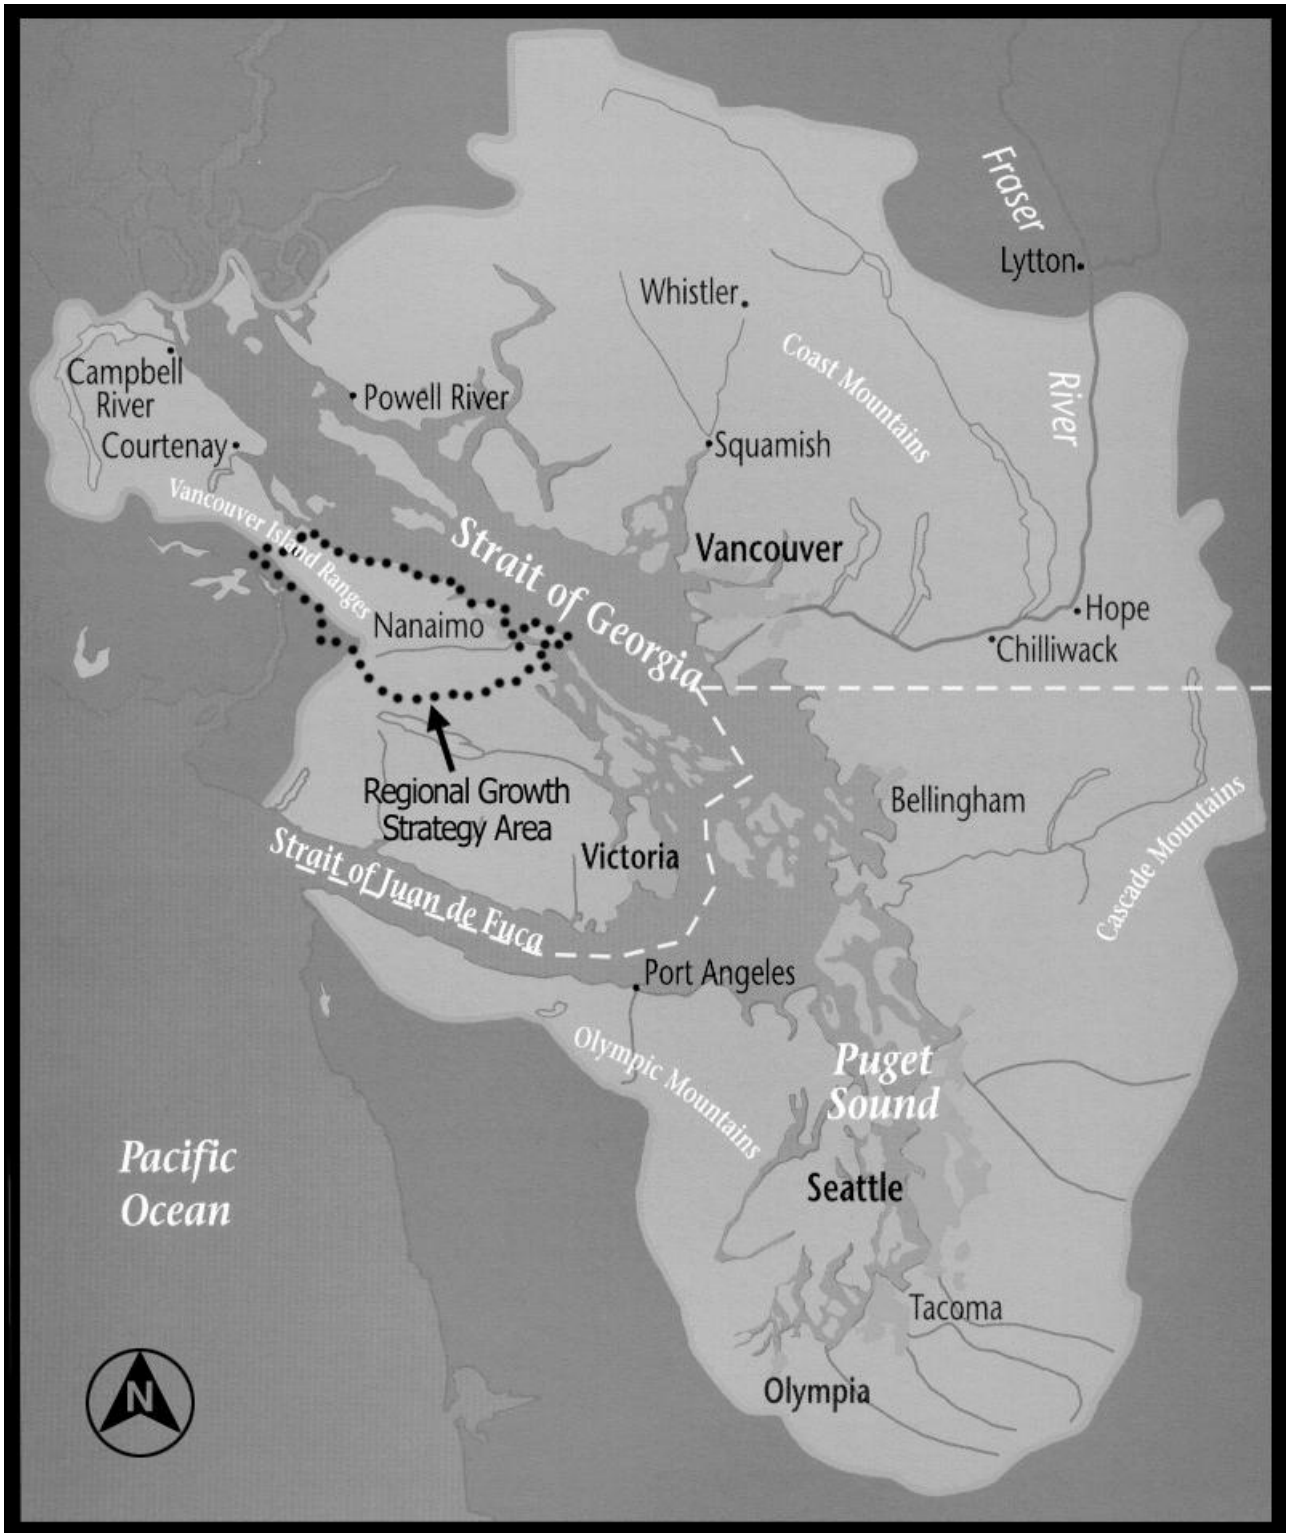 Fraser
Lytton
Whistler
Coast Mountains
River
Campbell
River
Powell River
Courtenay
Squamish
Vancouver Island Ranges
Strait of Georgia
Vancouver
Nanaimo
Hope
Chilliwack
Regional Growth
Strategy Area
Bellingham
Cascade Mountains
Strait of Juan de Fuca
Victoria
Port Angeles
Olympic Mountains
Puget
Sound
Pacific
Ocean
Seattle
Tacoma
Olympia
N